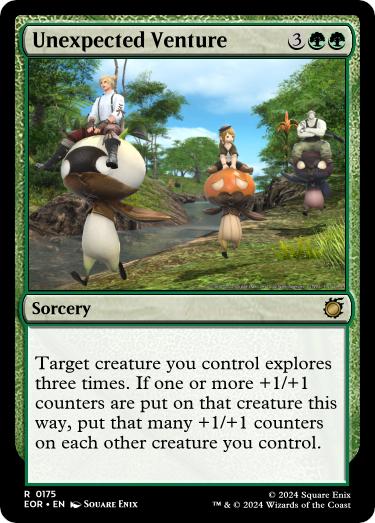 Unexpected Venture 3
Sorcery
Target creature you control explores
three times. If one or more +1/+1
counters are put on that creature this
way, put that many +1/+1 counters
on each other creature you control.
R 0175
EOR • EN SQUARE ENIX
© 2024 Square Enix
™ & © 2024 Wizards of the Coast